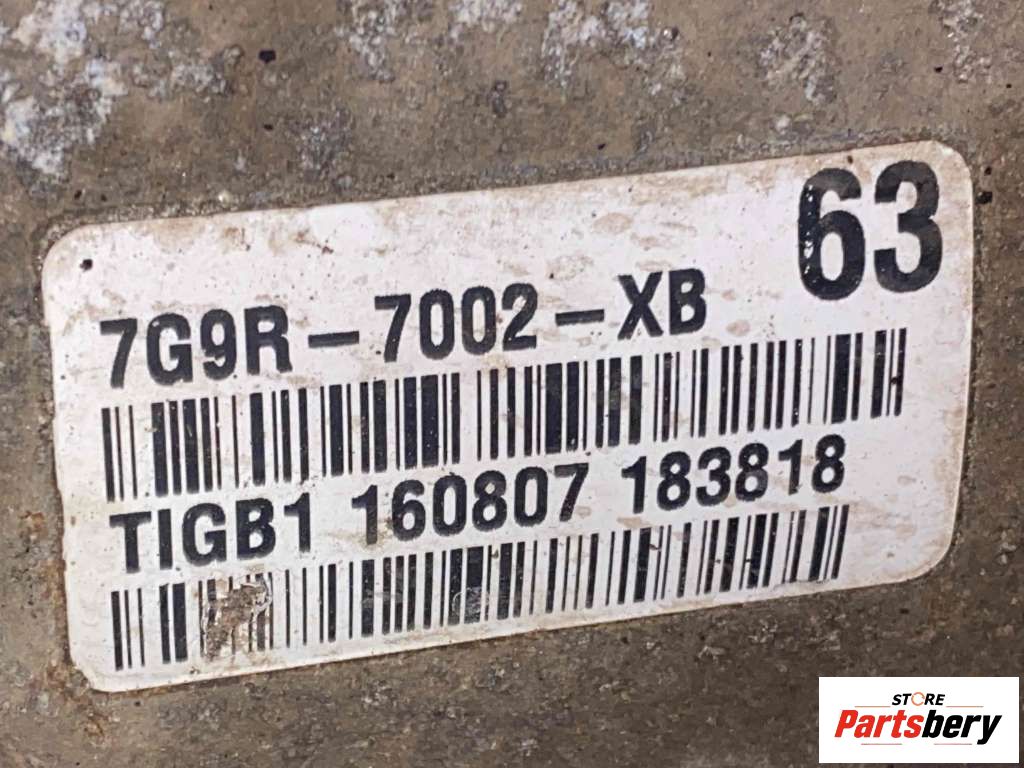 63
7G9R-7002-XB
TIGB1 160807 183818
STORE
Partsbery